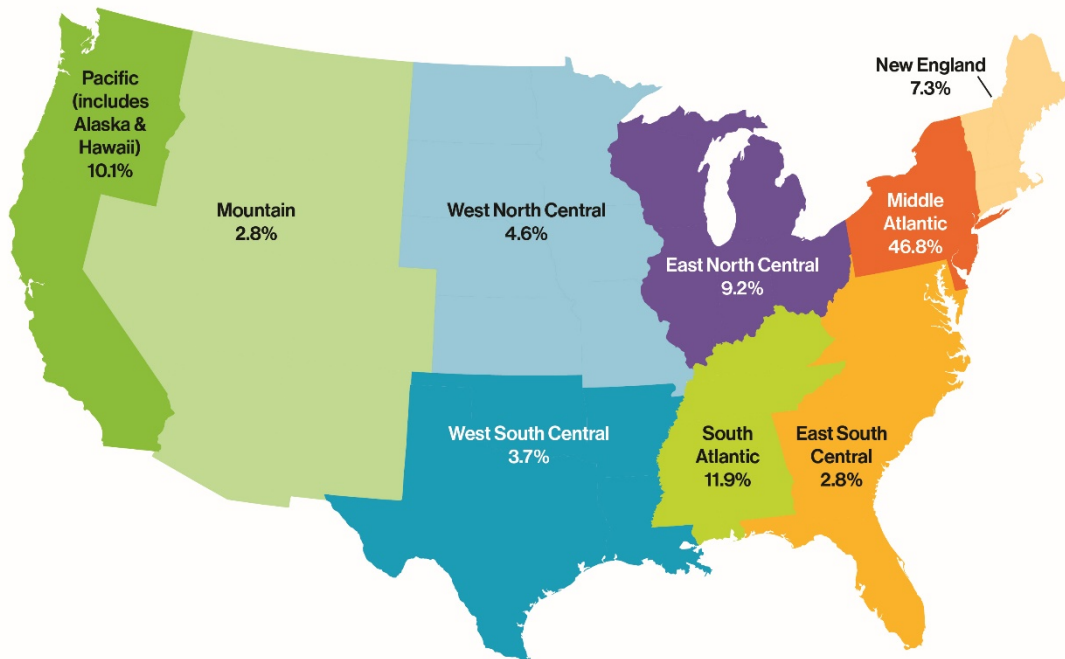 Pacific
(includes
Alaska &
Hawaii)
10.1%
Mountain
2.8%
West North Central
4.6%
East North Central
9.2%
New England
7.3%
Middle
Atlantic
46.8%
West South Central
3.7%
South
Atlantic
11.9%
East South
Central
2.8%